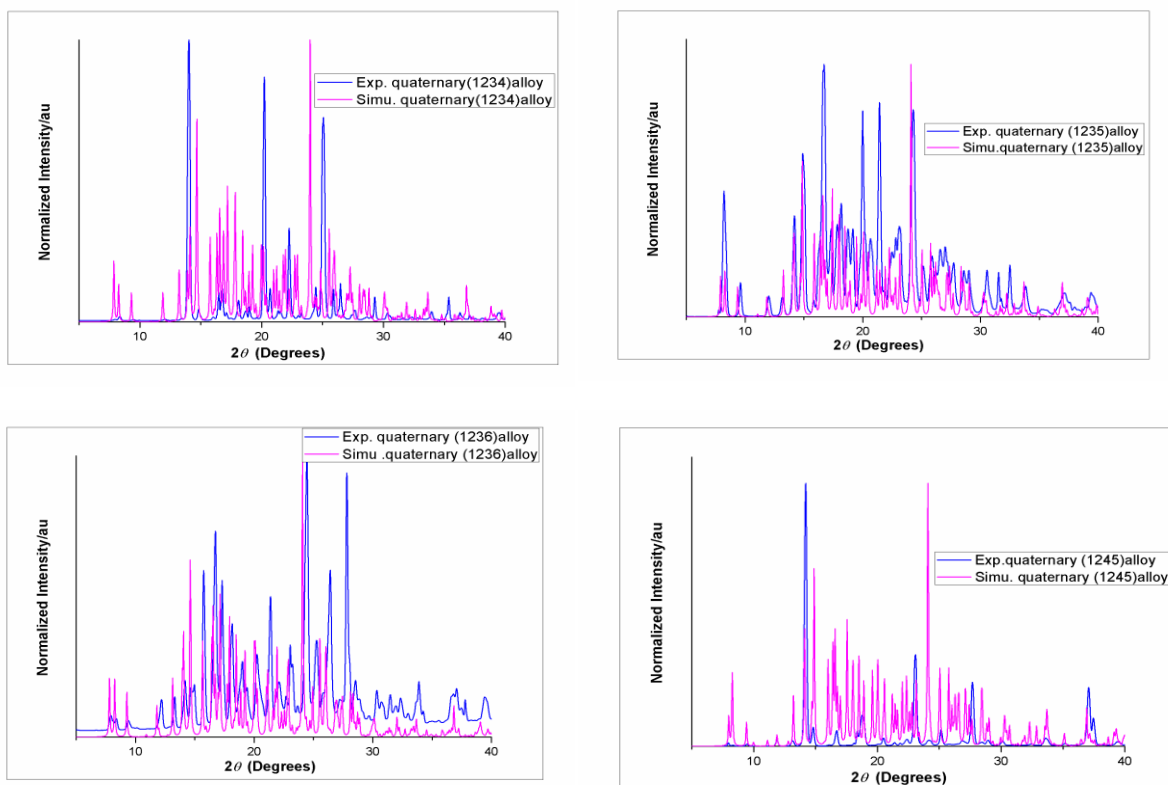 Normalized Intensity/au
Exp. quaternary(1234)alloy
Simu. quaternary(1234)alloy
10
20
30
40
2θ (Degrees)
Normalized Intensity/au
Exp. quaternary (1235)alloy
Simu.quaternary (1235)alloy
10
20
30
40
2θ (Degrees)
Normalized Intensity/au
Exp. quaternary (1236)alloy
Simu .quaternary (1236)alloy
10
20
30
40
2θ (Degrees)
Normalized Intensity/au
Exp.quaternary (1245)alloy
Simu. quaternary (1245)alloy
10
20
30
40
2θ (Degrees)